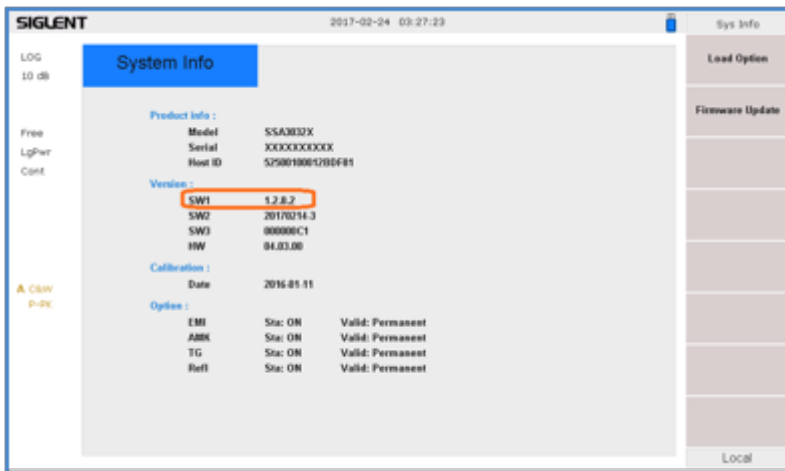 SIGLENT 2017-02-24 03:27:23 Sys Info
LOG
10 dB
Free
LgPwr
Cont
A C&W
P-PK
System Info
Product info :
Model SSA3032X
Serial XXXXXXXXXX
Host ID
Version :
SW1 1.2.8.2
SW2 20170214-3
SW3 000000C1
HW 04.03.00
Calibration :
Date 2016-01-11
Option :
EMI Sta: ON Valid: Permanent
AMK Sta: ON Valid: Permanent
TG Sta: ON Valid: Permanent
Refl Sta: ON Valid: Permanent
Load Option
Firmware Update
Local